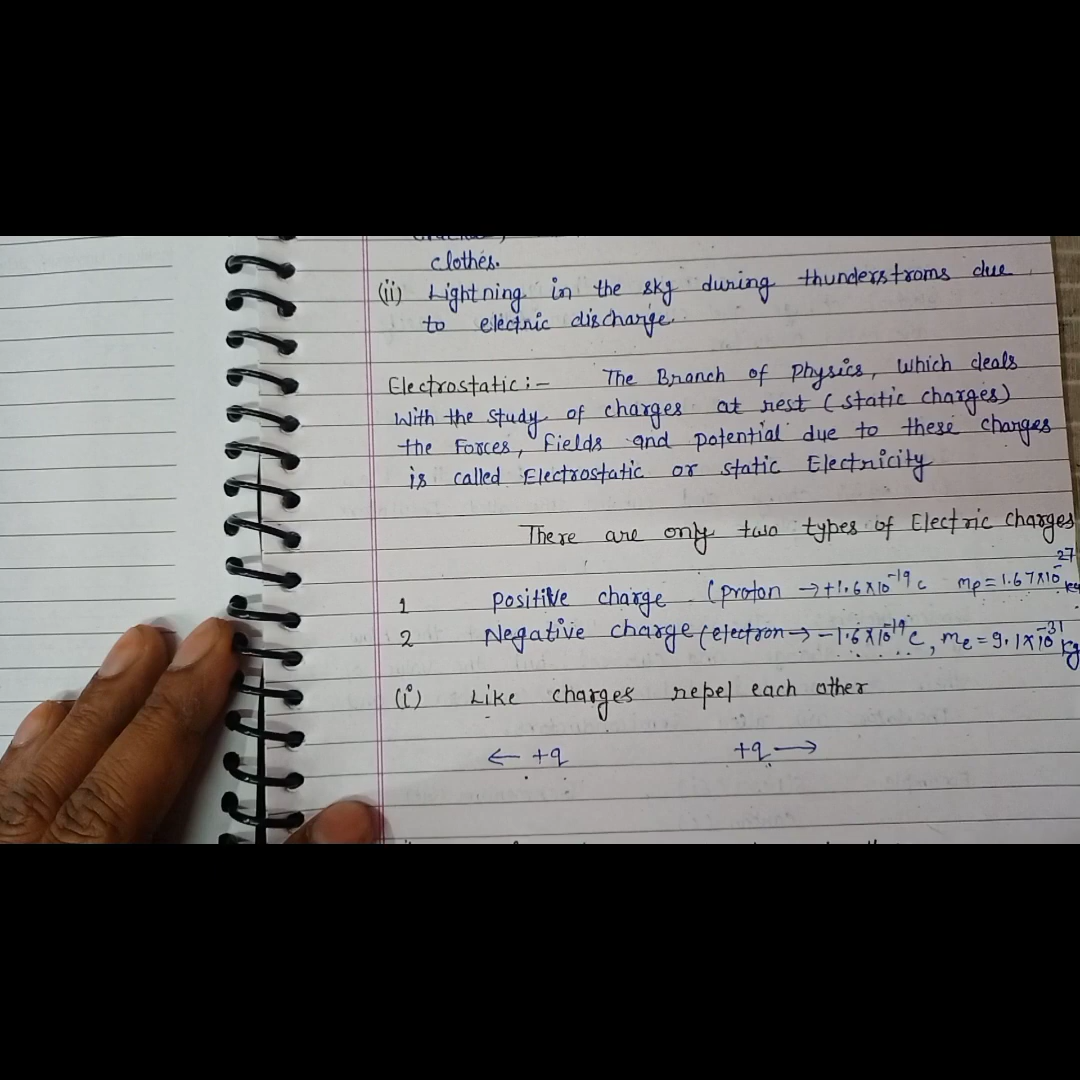 clothes.
(ii) Lightning in the sky during thunderstroms due
to electric discharge.
Electrostatic :– The Branch of Physics, which deals
With the study of charges at rest (static charges)
the Forces, Fields and potential due to these charges
is called Electrostatic or static Electricity
There are only two types of Electric charges
1 positive charge (proton → +1.6×10⁻¹⁹ c mp = 1.67×10⁻²⁷ kg
2 Negative charge (electron → −1.6×10⁻¹⁹ C, me = 9.1×10⁻³¹ kg
(i) Like charges repel each other
← +q +q →